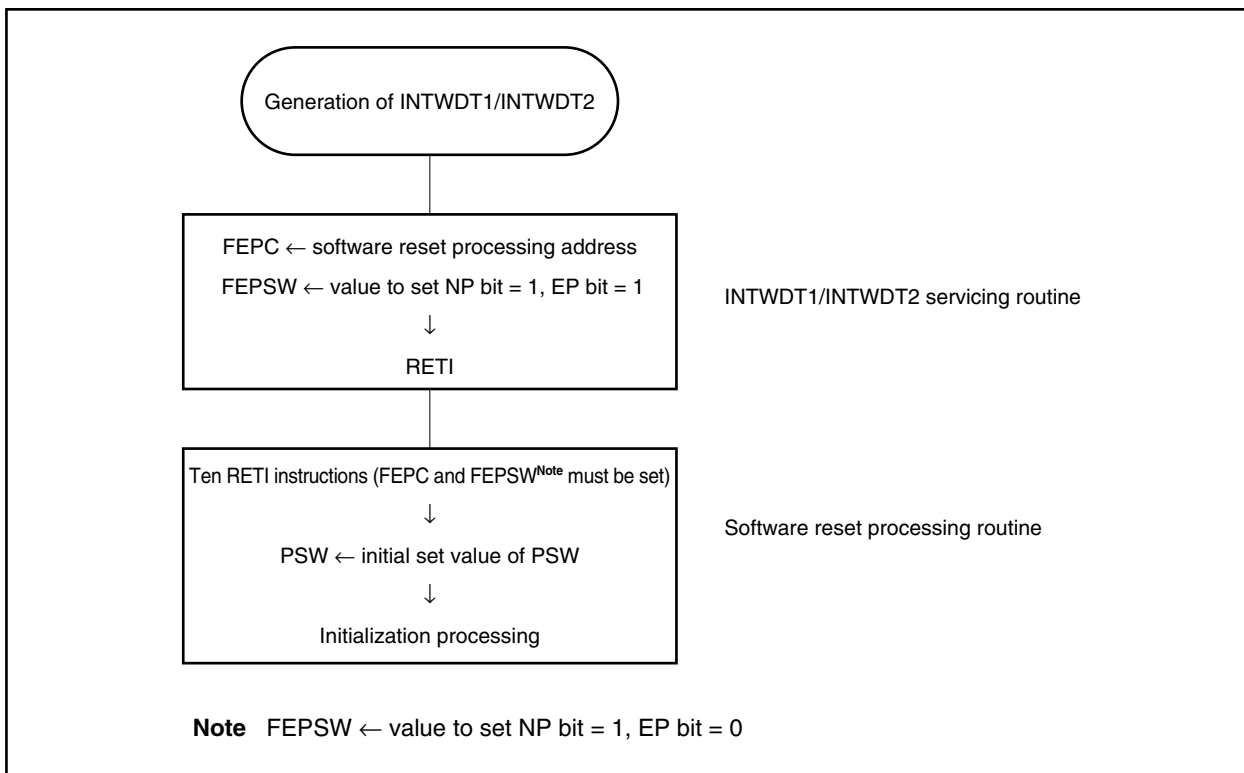 Generation of INTWDT1/INTWDT2
FEPC ← software reset processing address
FEPSW ← value to set NP bit = 1, EP bit = 1
↓
RETI
INTWDT1/INTWDT2 servicing routine
Ten RETI instructions (FEPC and FEPSWNote must be set)
↓
PSW ← initial set value of PSW
↓
Initialization processing
Software reset processing routine
Note FEPSW ← value to set NP bit = 1, EP bit = 0